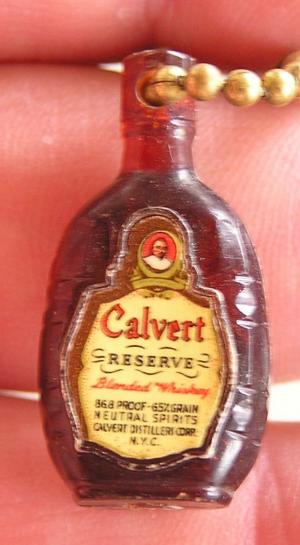 Calvert
RESERVE
Blended Whiskey
86.8 PROOF-65% GRAIN
NEUTRAL SPIRITS
CALVERT DISTILLERS CORP.
N.Y.C.